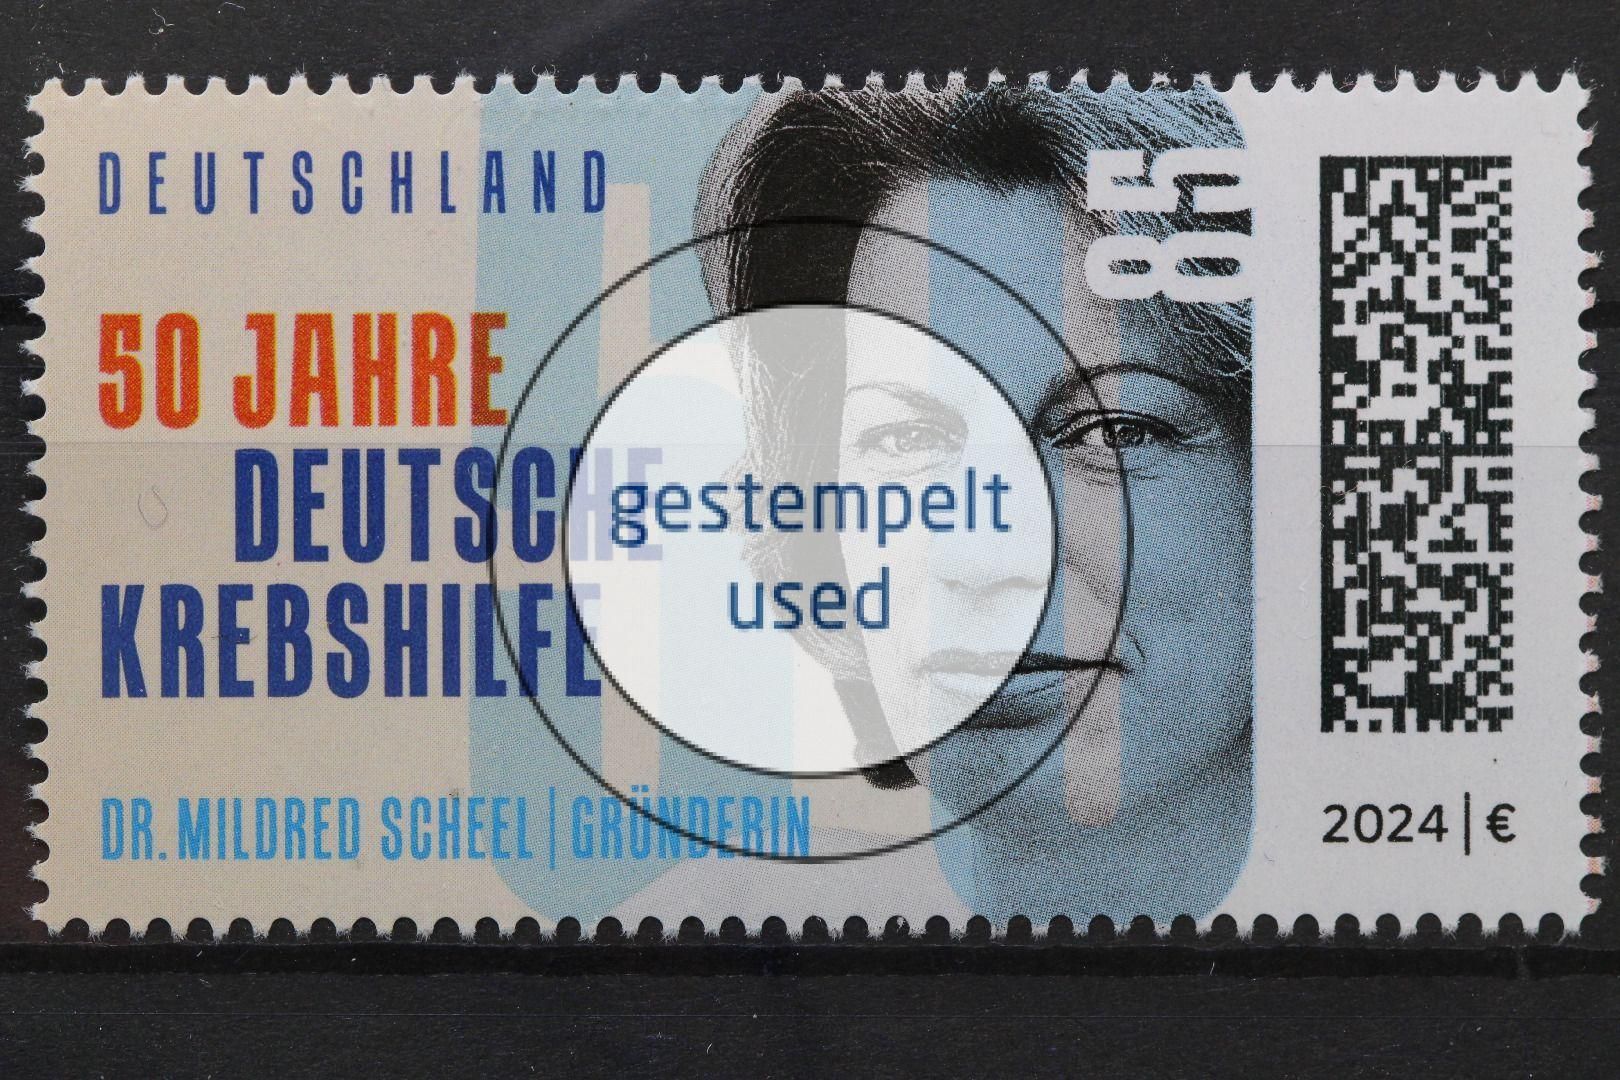 DEUTSCHLAND
85
50 JAHRE
DEUTSCHE
KREBSHILFE
gestempelt
used
DR. MILDRED SCHEEL | GRÜNDERIN
2024 | €